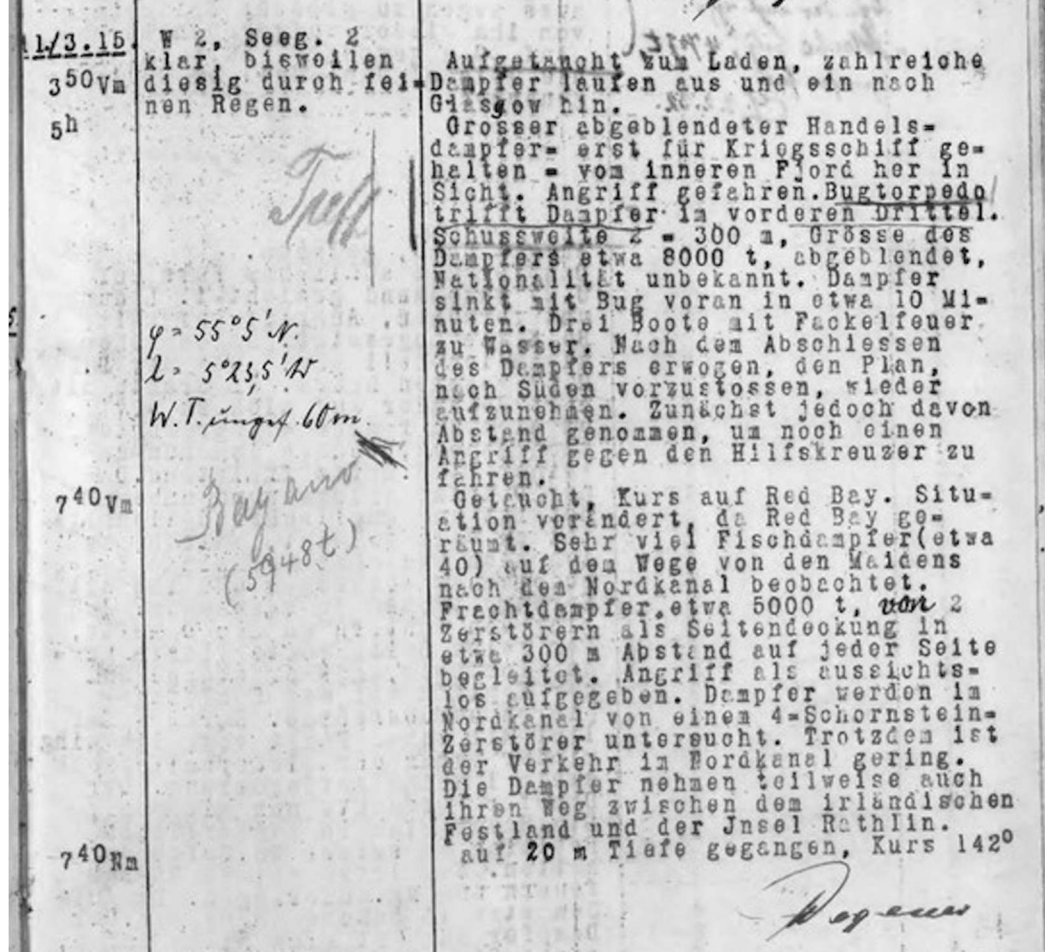 11/3.15.
W 2, Seeg. 2
klar, bisweilen
3⁵⁰Vm diesig durch fei=
nen Regen.
5ʰ
Aufgetaucht zum Laden, zahlreiche
Dampfer laufen aus und ein nach
Glasgow hin.
Grosser abgeblendeter Handels=
dampfer= erst für Kriegsschiff ge=
halten = vom inneren Fjord her in
Sicht. Angriff gefahren.Bugtorpedo
trifft Dampfer im vorderen Drittel.
Schussweite 2 = 300 m, Grösse des
Dampfers etwa 8000 t, abgeblendet,
Nationalität unbekannt. Dampfer
sinkt mit Bug voran in etwa 10 Mi=
nuten. Drei Boote mit Fackelfeuer
zu Wasser. Nach dem Abschiessen
des Dampfers erwogen, den Plan,
nach Süden vorzustossen, wieder
aufzunehmen. Zunächst jedoch davon
Abstand genommen, um noch einen
Angriff gegen den Hilfskreuzer zu
fahren.
Treff
φ = 55°5' N.
λ = 5°23,5' W
W.T. ungef. 60 m
Bayano
(5948t)
7⁴⁰Vm
Getaucht, Kurs auf Red Bay. Situ=
ation verändert, da Red Bay ge=
räumt. Sehr viel Fischdampfer(etwa
40) auf dem Wege von den Maidens
nach dem Nordkanal beobachtet.
Frachtdampfer,etwa 5000 t, von 2
Zerstörern als Seitendeckung in
etwa 300 m Abstand auf jeder Seite
begleitet. Angriff als aussichts=
los aufgegeben. Dampfer werden im
Nordkanal von einem 4=Schornstein=
Zerstörer untersucht. Trotzdem ist
der Verkehr im Nordkanal gering.
Die Dampfer nehmen teilweise auch
ihren Weg zwischen dem irländischen
Festland und der Jnsel Rathlin.
7⁴⁰Nm
auf 20 m Tiefe gegangen, Kurs 142°
Wegener